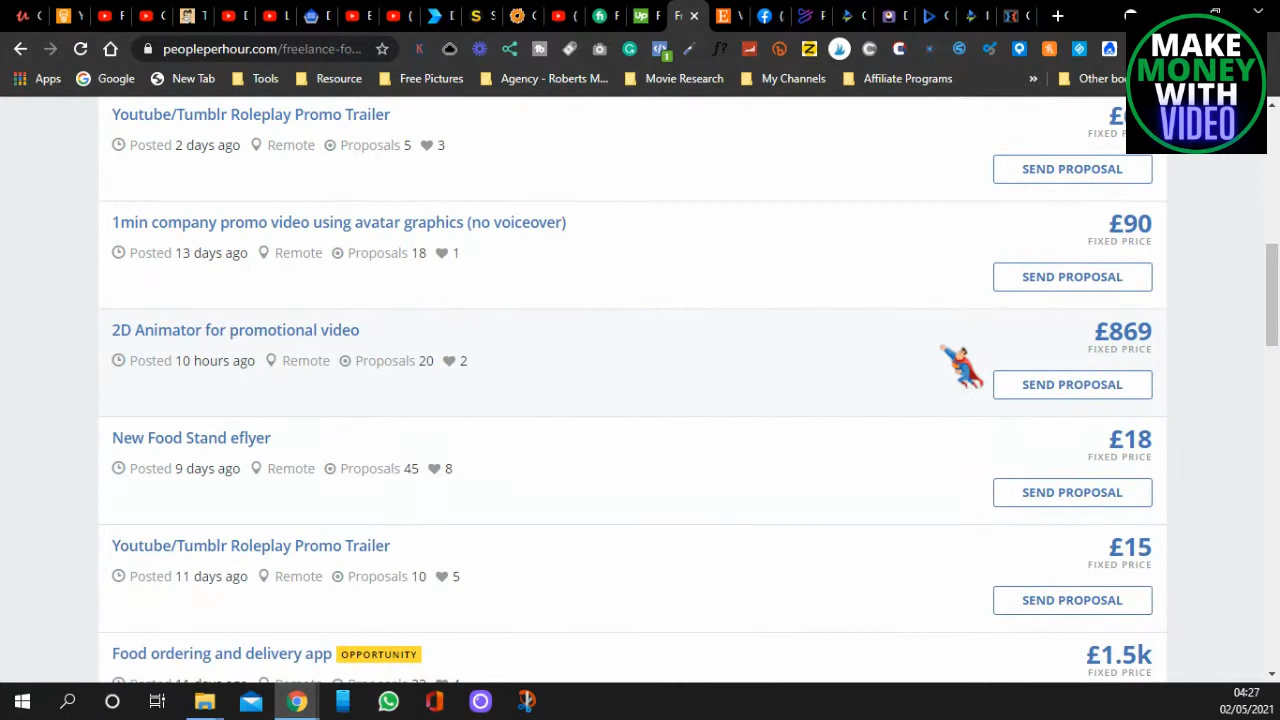 peopleperhour.com/freelance-fo...
Apps Google New Tab Tools Resource Free Pictures Agency - Roberts M... Movie Research My Channels Affiliate Programs » Other boo
MAKE
MONEY
WITH
VIDEO
Youtube/Tumblr Roleplay Promo Trailer
Posted 2 days ago Remote Proposals 5 3
SEND PROPOSAL
1min company promo video using avatar graphics (no voiceover) £90
FIXED PRICE
Posted 13 days ago Remote Proposals 18 1
SEND PROPOSAL
2D Animator for promotional video £869
FIXED PRICE
Posted 10 hours ago Remote Proposals 20 2
SEND PROPOSAL
New Food Stand eflyer £18
FIXED PRICE
Posted 9 days ago Remote Proposals 45 8
SEND PROPOSAL
Youtube/Tumblr Roleplay Promo Trailer £15
FIXED PRICE
Posted 11 days ago Remote Proposals 10 5
SEND PROPOSAL
Food ordering and delivery app OPPORTUNITY £1.5k
FIXED PRICE
04:27
02/05/2021